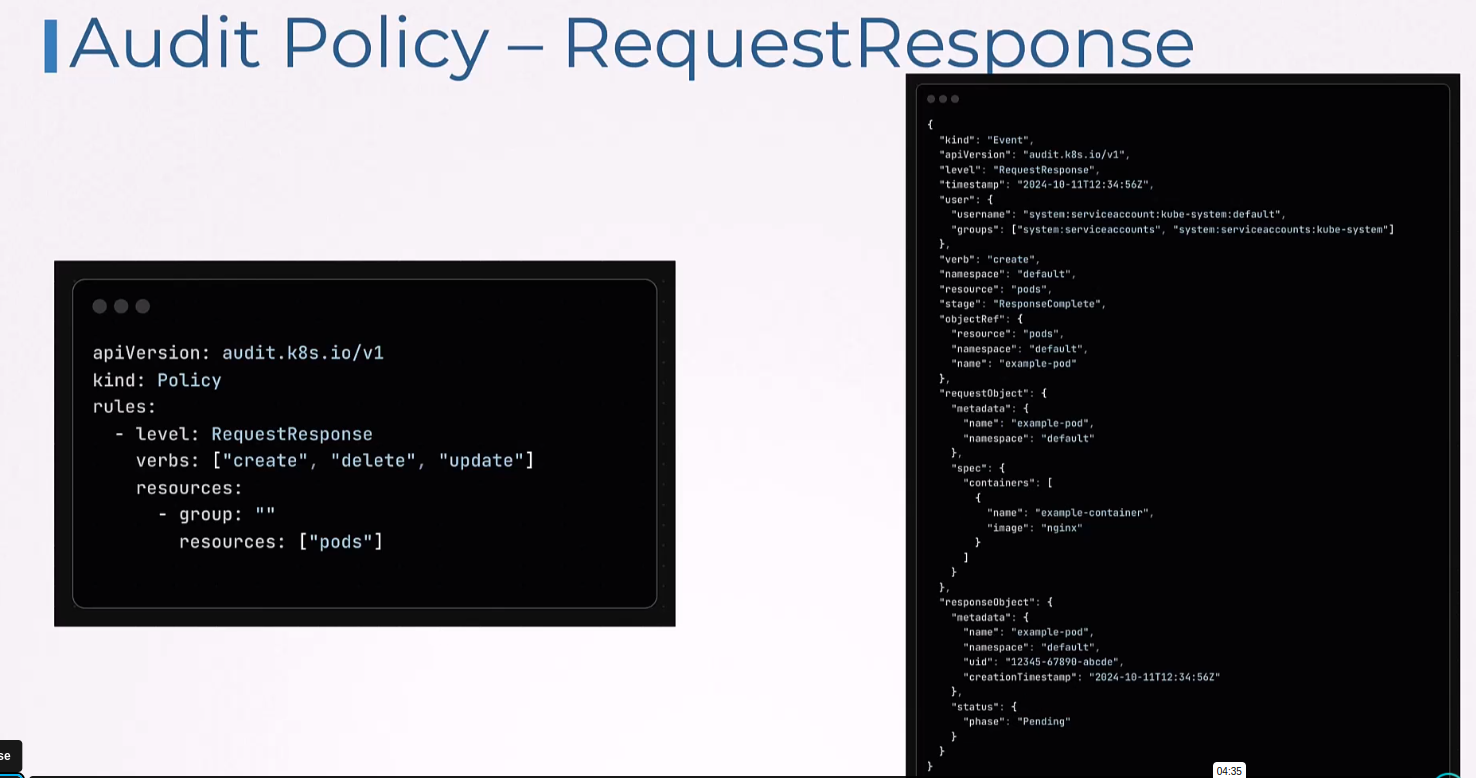 Audit Policy – RequestResponse
apiVersion: audit.k8s.io/v1
kind: Policy
rules:
  - level: RequestResponse
    verbs: ["create", "delete", "update"]
    resources:
      - group: ""
        resources: ["pods"]
{
  "kind": "Event",
  "apiVersion": "audit.k8s.io/v1",
  "level": "RequestResponse",
  "timestamp": "2024-10-11T12:34:56Z",
  "user": {
    "username": "system:serviceaccount:kube-system:default",
    "groups": ["system:serviceaccounts", "system:serviceaccounts:kube-system"]
  },
  "verb": "create",
  "namespace": "default",
  "resource": "pods",
  "stage": "ResponseComplete",
  "objectRef": {
    "resource": "pods",
    "namespace": "default",
    "name": "example-pod"
  },
  "requestObject": {
    "metadata": {
      "name": "example-pod",
      "namespace": "default"
    },
    "spec": {
      "containers": [
        {
          "name": "example-container",
          "image": "nginx"
        }
      ]
    }
  },
  "responseObject": {
    "metadata": {
      "name": "example-pod",
      "namespace": "default",
      "uid": "12345-67890-abcde",
      "creationTimestamp": "2024-10-11T12:34:56Z"
    },
    "status": {
      "phase": "Pending"
    }
  }
}
se
04:35